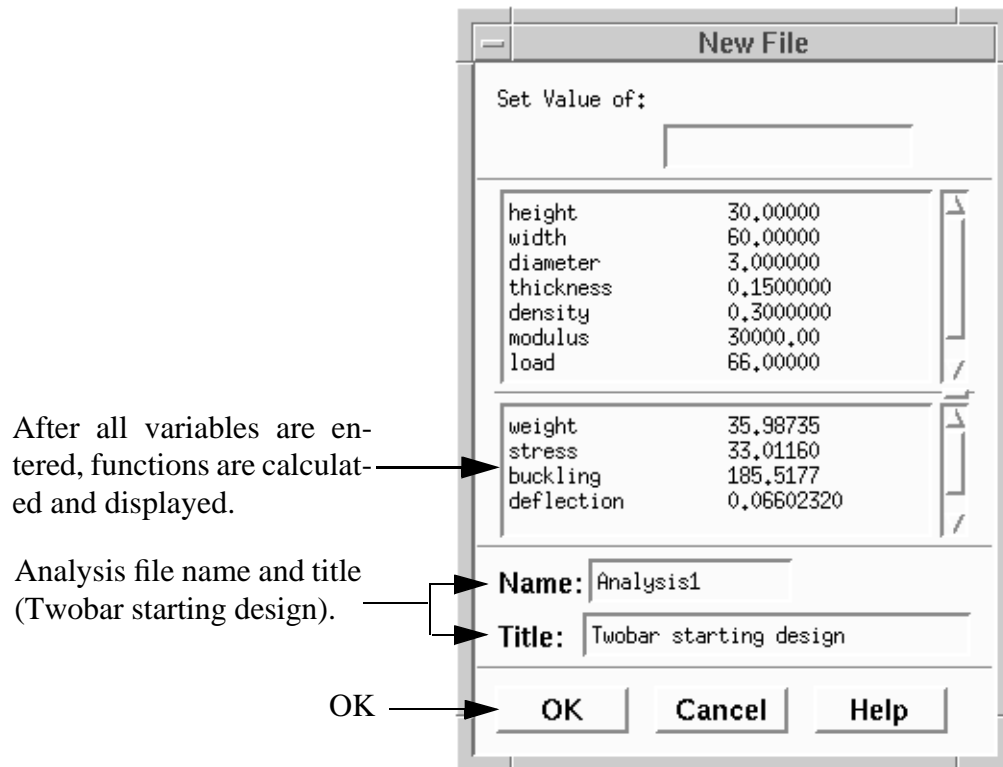 New File
Set Value of:
height 30.00000
width 60.00000
diameter 3.000000
thickness 0.1500000
density 0.3000000
modulus 30000.00
load 66.00000
After all variables are en-
tered, functions are calculat-
ed and displayed.
weight 35.98735
stress 33.01160
buckling 185.5177
deflection 0.06602320
Analysis file name and title
(Twobar starting design).
Name: Analysis1
Title: Twobar starting design
OK
OK Cancel Help